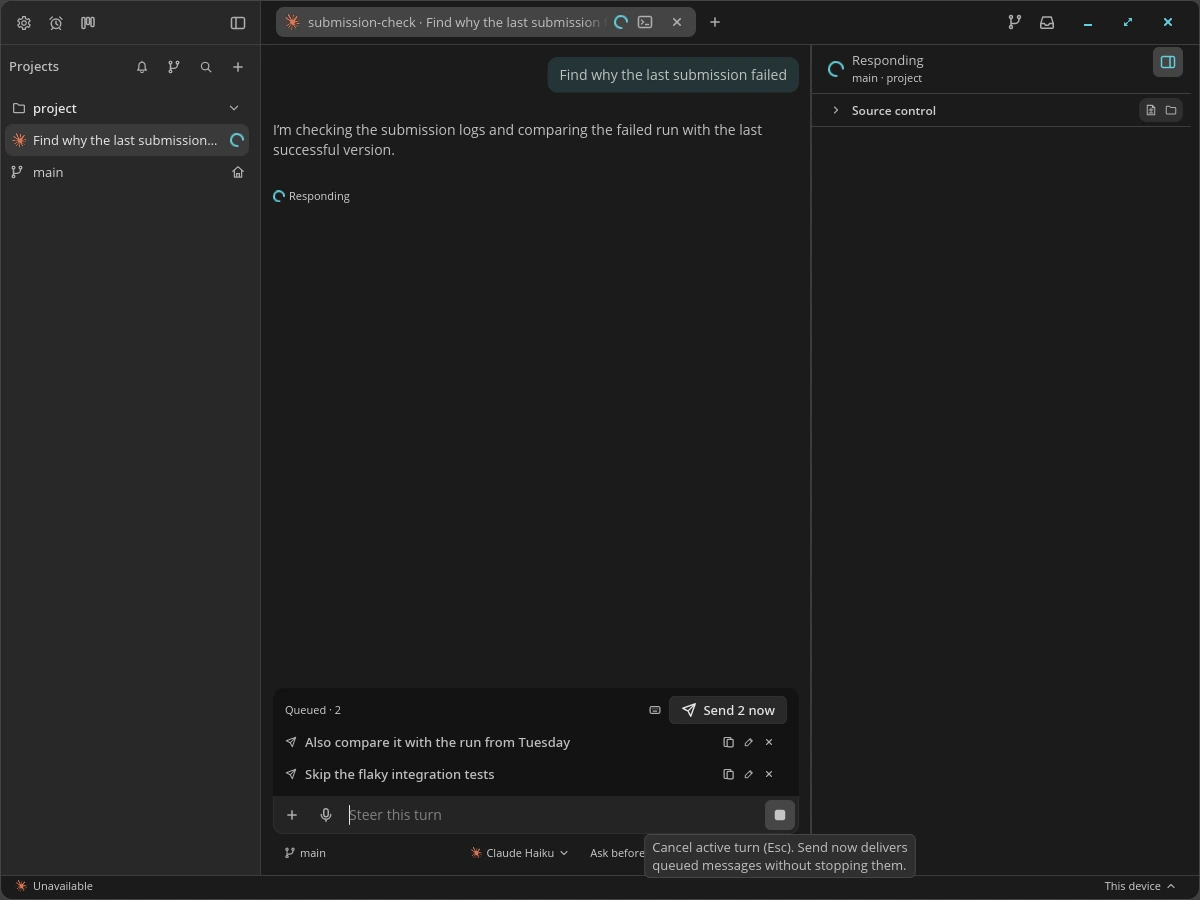 submission-check · Find why the last submission
Projects
project
Find why the last submission...
main
Find why the last submission failed
I'm checking the submission logs and comparing the failed run with the last
successful version.
Responding
Responding
main · project
Source control
Queued · 2
Send 2 now
Also compare it with the run from Tuesday
Skip the flaky integration tests
Steer this turn
main
Claude Haiku
Ask before
Cancel active turn (Esc). Send now delivers
queued messages without stopping them.
Unavailable
This device